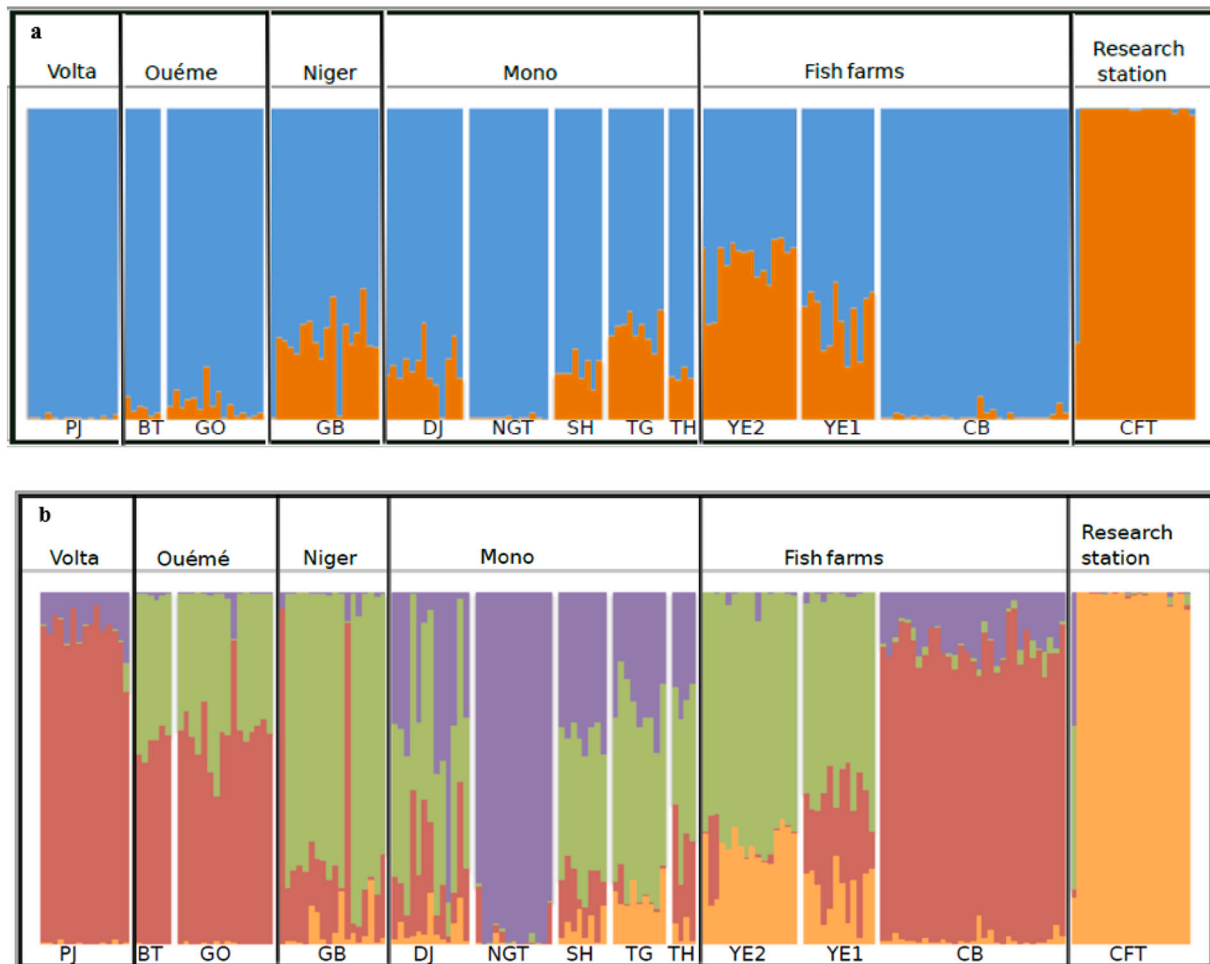 a
Volta Ouéme Niger Mono Fish farms Research station
PJ BT GO GB DJ NGT SH TG TH YE2 YE1 CB CFT
b
Volta Ouémé Niger Mono Fish farms Research station
PJ BT GO GB DJ NGT SH TG TH YE2 YE1 CB CFT